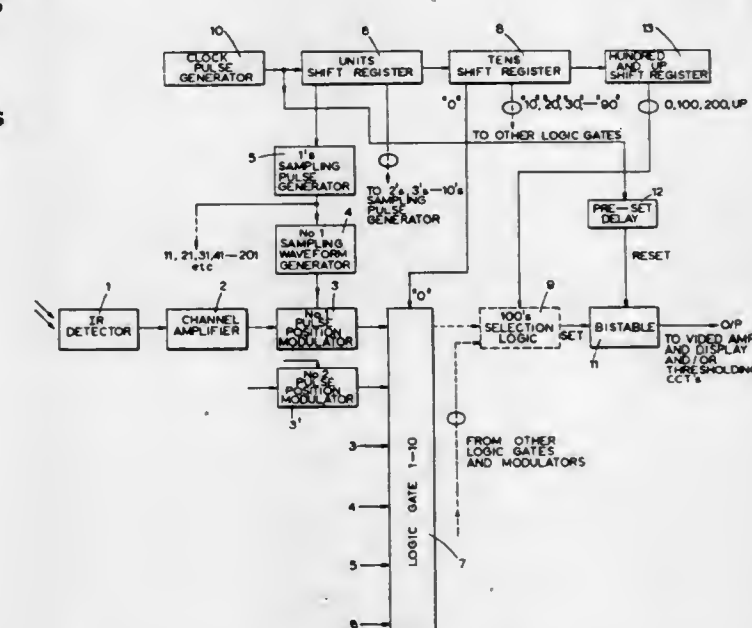 S
10
6
8
13
CLOCK
PULSE
GENERATOR
UNITS
SHIFT REGISTER
TENS
SHIFT REGISTER
HUNDRED
AND UP
SHIFT REGISTER
"0"
"10","20","30"—"90"
0,100,200,UP
TO OTHER LOGIC GATES
5
1's
SAMPLING
PULSE
GENERATOR
TO 2's, 3's—10's
SAMPLING
PULSE
GENERATOR
12
PRE-SET
DELAY
4
No 1
SAMPLING
WAVEFORM
GENERATOR
11, 21, 31, 41—201
etc
RESET
1
IR
DETECTOR
2
CHANNEL
AMPLIFIER
3
No 1
PULSE
POSITION
MODULATOR
"0"
9
100's
SELECTION
LOGIC
SET
BISTABLE
11
O/P
TO VIDEO AMP
AND DISPLAY
AND/OR
THRESHOLDING
CCT's
No 2
PULSE
POSITION
MODULATOR
3'
FROM OTHER
LOGIC GATES
AND MODULATORS
3
4
5
6
LOGIC GATE 1—10
7